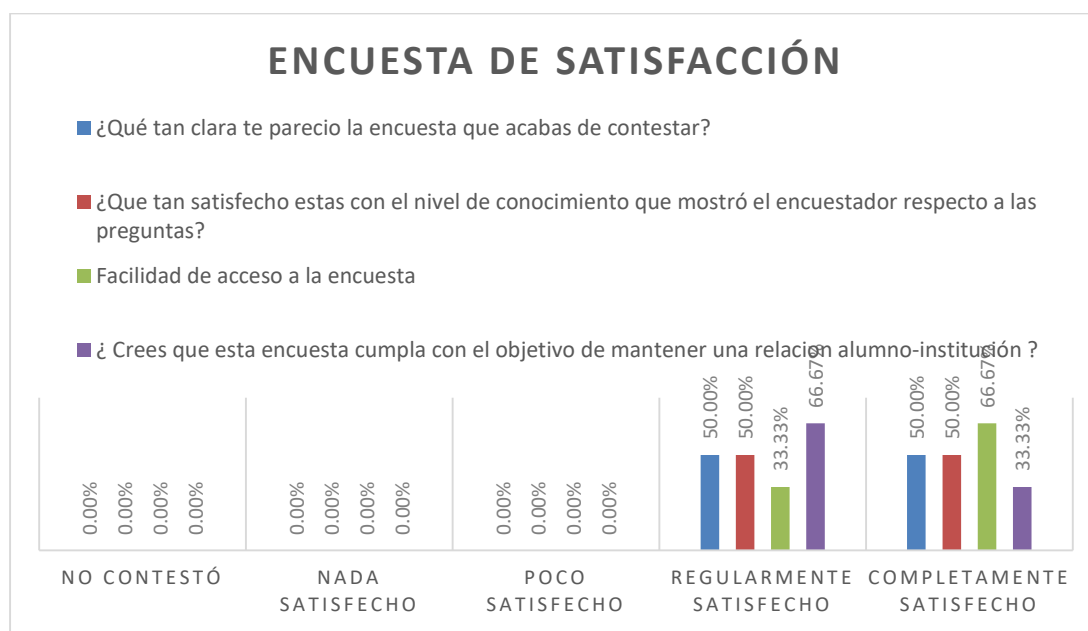 ENCUESTA DE SATISFACCIÓN
¿Qué tan clara te parecio la encuesta que acabas de contestar?
¿Que tan satisfecho estas con el nivel de conocimiento que mostró el encuestador respecto a las
preguntas?
Facilidad de acceso a la encuesta
¿ Crees que esta encuesta cumpla con el objetivo de mantener una relacion alumno-institución ?
0.00% 0.00% 0.00% 0.00%
0.00% 0.00% 0.00% 0.00%
0.00% 0.00% 0.00% 0.00%
50.00% 50.00% 33.33% 66.67%
50.00% 50.00% 66.67% 33.33%
NO CONTESTÓ
NADA
SATISFECHO
POCO
SATISFECHO
REGULARMENTE
SATISFECHO
COMPLETAMENTE
SATISFECHO